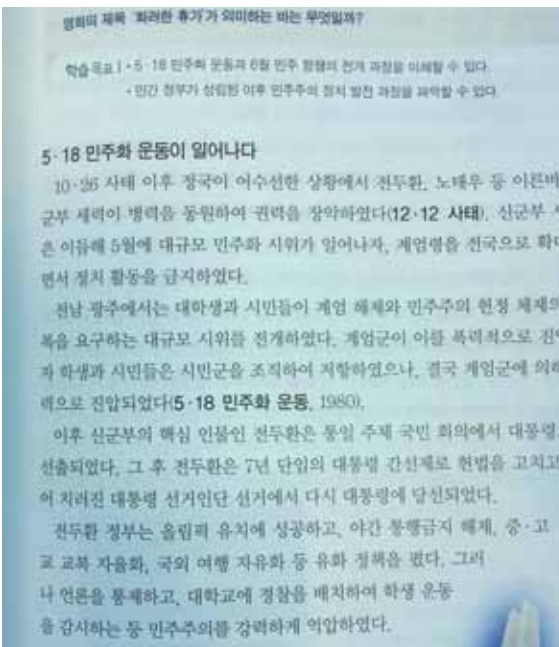 영화의 제목 '화려한 휴가'가 의미하는 바는 무엇일까?
학습목표 | • 5·18 민주화 운동과 6월 민주 항쟁의 전개 과정을 이해할 수 있다.
• 민간 정부가 성립된 이후 민주주의 정치 발전 과정을 파악할 수 있다.
5·18 민주화 운동이 일어나다
10·26 사태 이후 정국이 어수선한 상황에서 전두환, 노태우 등 이른바
군부 세력이 병력을 동원하여 권력을 장악하였다(12·12 사태). 신군부 세
은 이듬해 5월에 대규모 민주화 시위가 일어나자, 계엄령을 전국으로 확대
면서 정치 활동을 금지하였다.
전남 광주에서는 대학생과 시민들이 계엄 해제와 민주주의 헌정 체제의
복을 요구하는 대규모 시위를 전개하였다. 계엄군이 이를 폭력적으로 진압
자 학생과 시민들은 시민군을 조직하여 저항하였으나, 결국 계엄군에 의해
력으로 진압되었다(5·18 민주화 운동, 1980).
이후 신군부의 핵심 인물인 전두환은 통일 주체 국민 회의에서 대통령
선출되었다. 그 후 전두환은 7년 단임의 대통령 간선제로 헌법을 고치고
어 치러진 대통령 선거인단 선거에서 다시 대통령에 당선되었다.
전두환 정부는 올림픽 유치에 성공하고, 야간 통행금지 해제, 중·고
교 교복 자율화, 국외 여행 자유화 등 유화 정책을 폈다. 그러
나 언론을 통제하고, 대학교에 경찰을 배치하여 학생 운동
을 감시하는 등 민주주의를 강력하게 억압하였다.